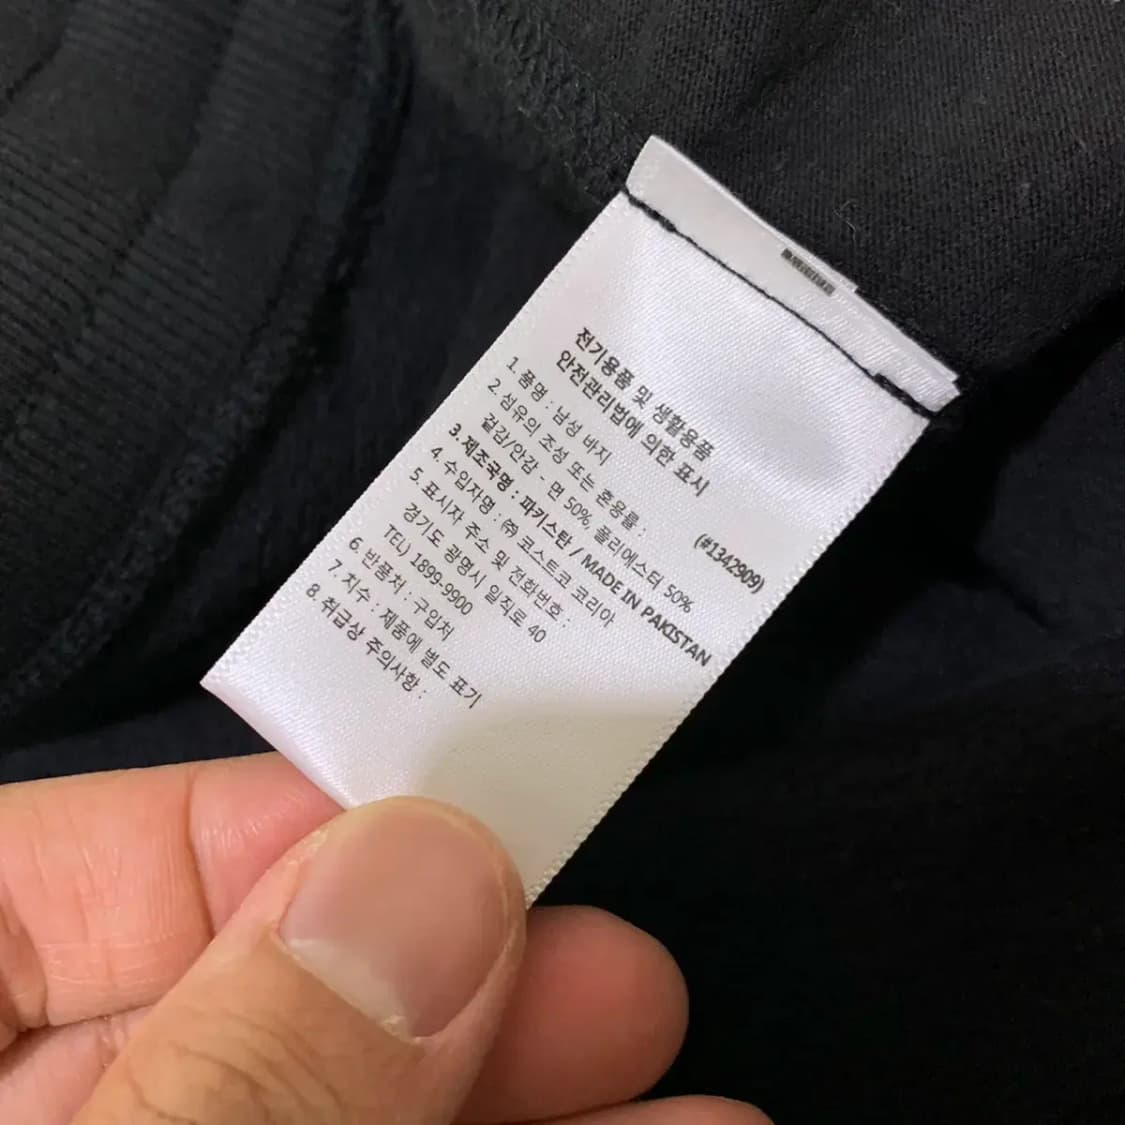 전기용품 및 생활용품
안전관리법에 의한 표시
(#1342909)
1. 품명 : 남성 바지
2. 섬유의 조성 또는 혼용률 :
겉감/안감 - 면 50%, 폴리에스터 50%
3. 제조국명 : 파키스탄 / MADE IN PAKISTAN
4. 수입자명 : ㈜ 코스트코 코리아
5. 표시자 주소 및 전화번호 :
경기도 광명시 일직로 40
TEL) 1899-9900
6. 반품처 : 구입처
7. 치수 : 제품에 별도 표기
8. 취급상 주의사항 :